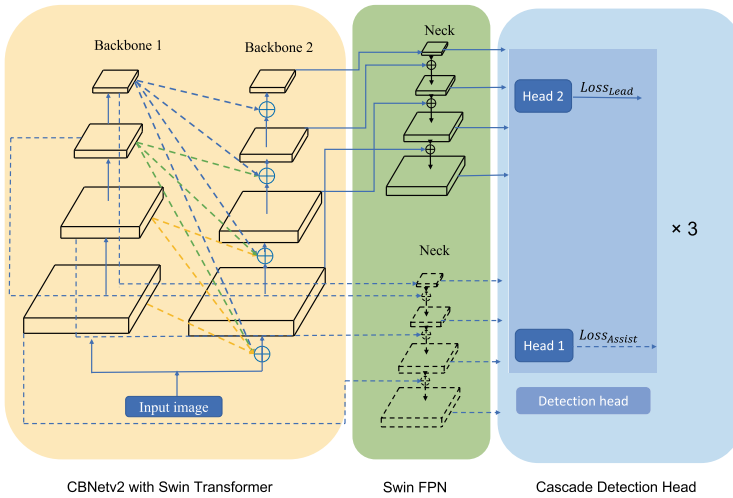 Backbone 1
Backbone 2
Neck
Head 2
Loss_Lead
× 3
Neck
Head 1
Loss_Assist
Input image
Detection head
CBNetv2 with Swin Transformer
Swin FPN
Cascade Detection Head